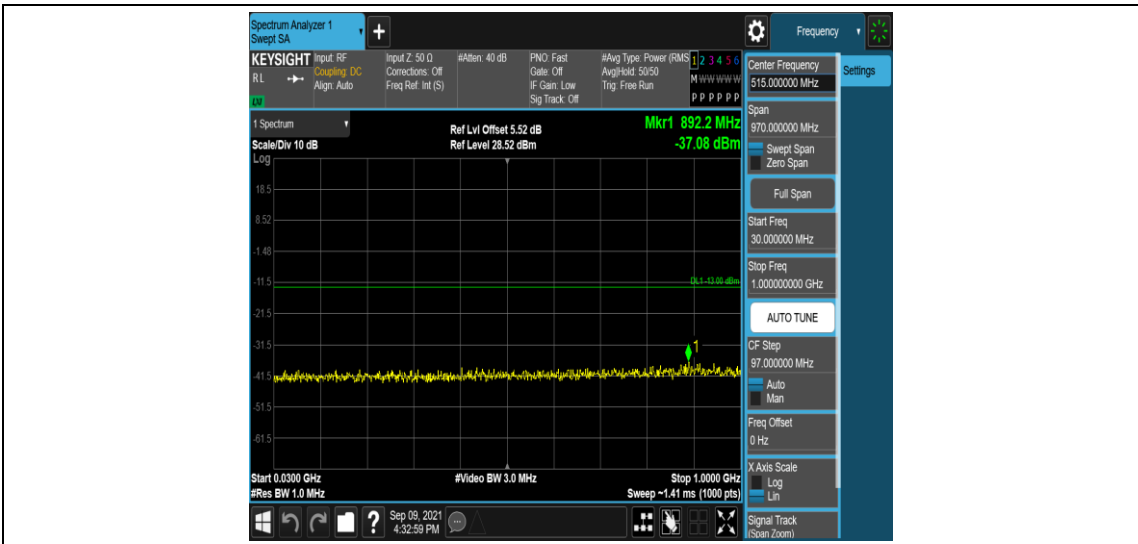 Spectrum Analyzer 1
Swept SA
+
Frequency
KEYSIGHT
RL
LXI
Input: RF
Coupling: DC
Align: Auto
Input Z: 50 Ω
Corrections: Off
Freq Ref: Int (S)
#Atten: 40 dB
PNO: Fast
Gate: Off
IF Gain: Low
Sig Track: Off
#Avg Type: Power (RMS
Avg|Hold: 50/50
Trig: Free Run
1 2 3 4 5 6
M W W W W W
P P P P P P
1 Spectrum
Scale/Div 10 dB
Ref Lvl Offset 5.52 dB
Ref Level 28.52 dBm
Mkr1 892.2 MHz
-37.08 dBm
Log
18.5
8.52
-1.48
-11.5
-21.5
-31.5
-41.5
-51.5
-61.5
DL1 -13.00 dBm
1
Start 0.0300 GHz
#Res BW 1.0 MHz
#Video BW 3.0 MHz
Stop 1.0000 GHz
Sweep ~1.41 ms (1000 pts)
?
Sep 09, 2021
4:32:59 PM
Center Frequency
515.000000 MHz
Settings
Span
970.000000 MHz
Swept Span
Zero Span
Full Span
Start Freq
30.000000 MHz
Stop Freq
1.000000000 GHz
AUTO TUNE
CF Step
97.000000 MHz
Auto
Man
Freq Offset
0 Hz
X Axis Scale
Log
Lin
Signal Track
(Span Zoom)